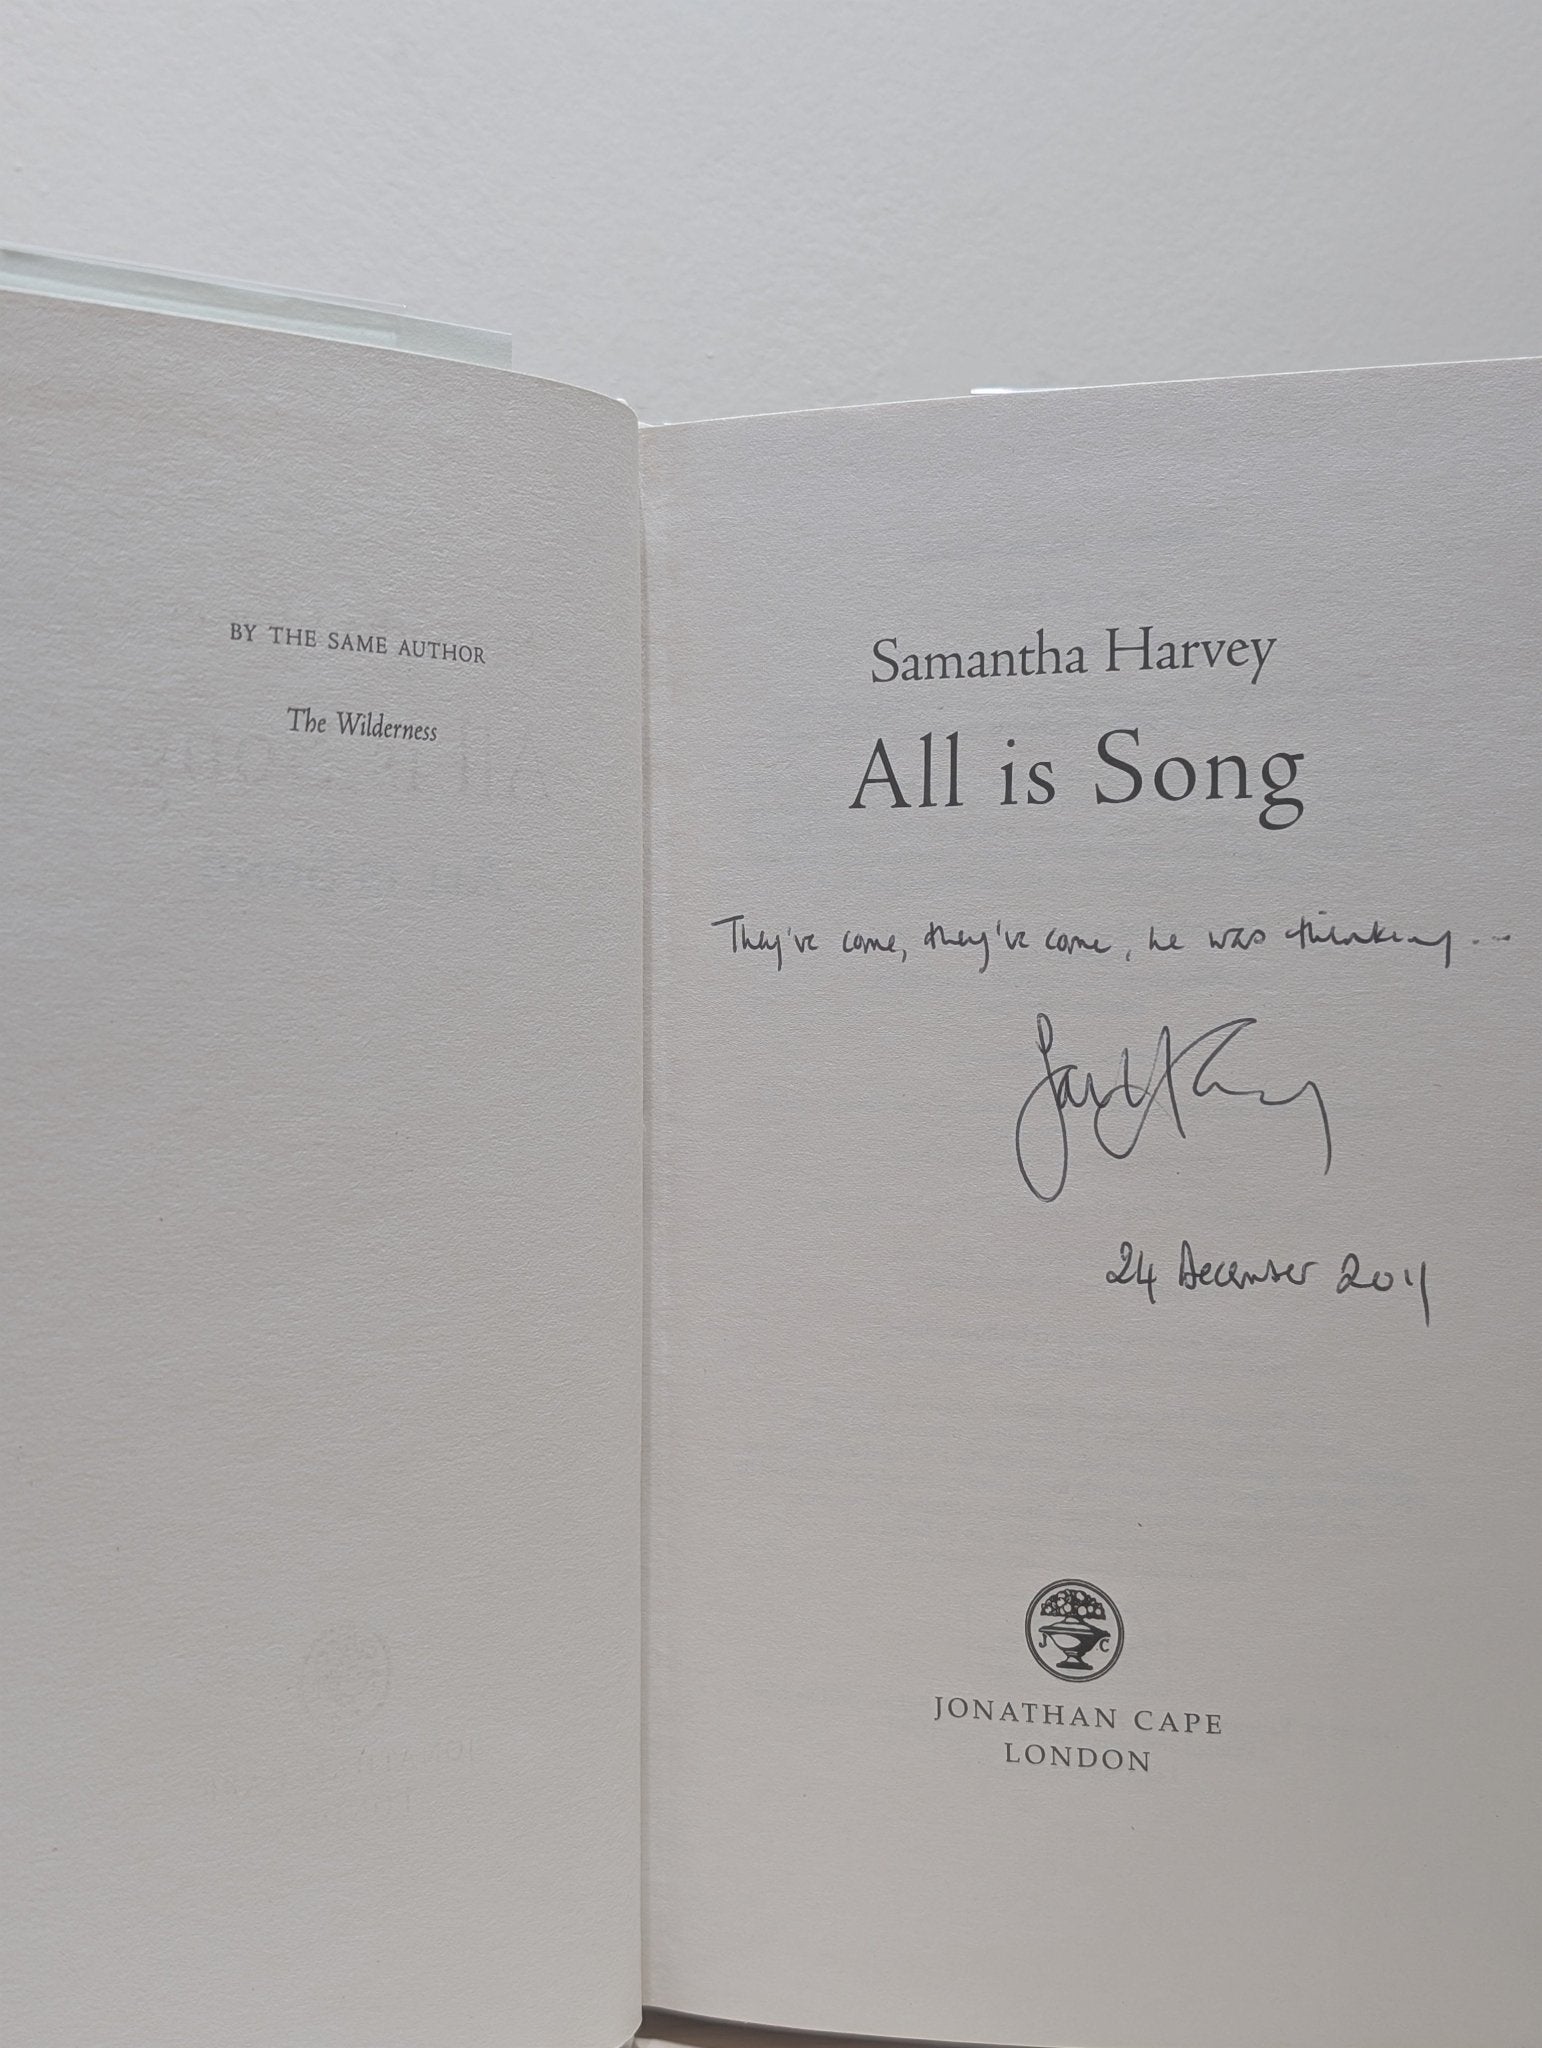 BY THE SAME AUTHOR
The Wilderness
Samantha Harvey
All is Song
They've come, they've come, he was thinking...
24 December 2011
J C
JONATHAN CAPE
LONDON